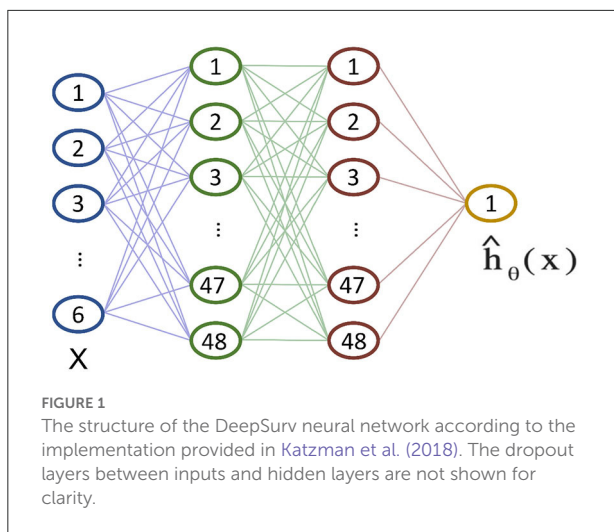 1 1 1
2 2 2
3 3 3 1
⋮ ⋮ ⋮
ĥθ(x)
6 47 47
X 48 48
FIGURE 1
The structure of the DeepSurv neural network according to the
implementation provided in Katzman et al. (2018). The dropout
layers between inputs and hidden layers are not shown for
clarity.